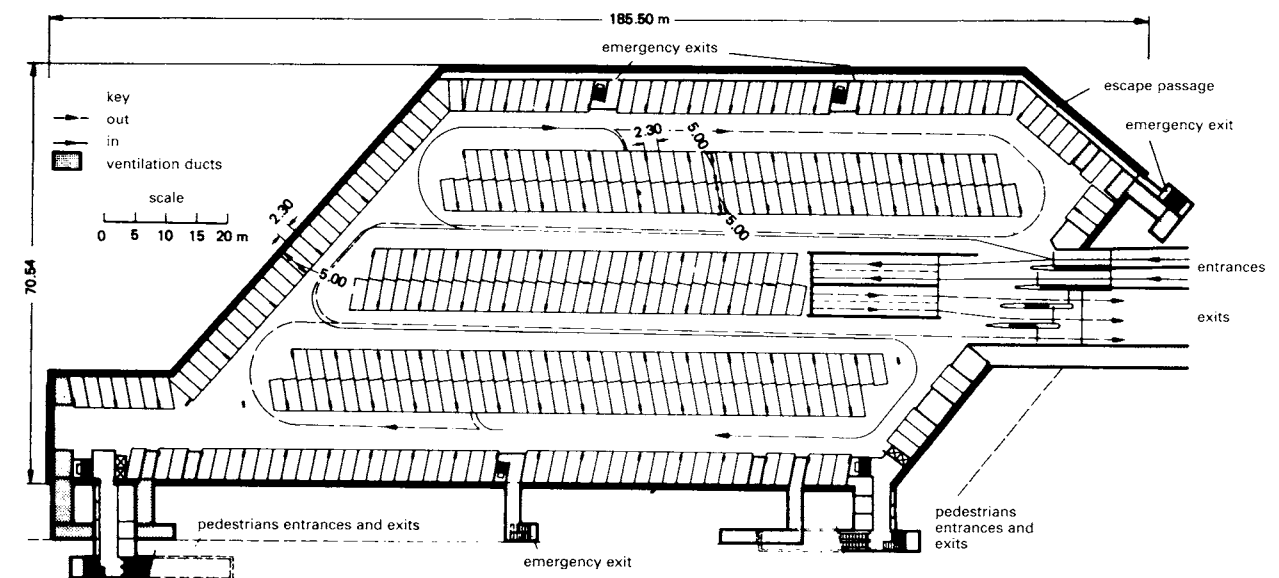 185.50 m
emergency exits
key
out
in
ventilation ducts
scale
0 5 10 15 20 m
escape passage
emergency exit
2.30
5.00
5.00
2.30
5.00
70.54
entrances
exits
pedestrians entrances and exits
emergency exit
pedestrians
entrances and
exits